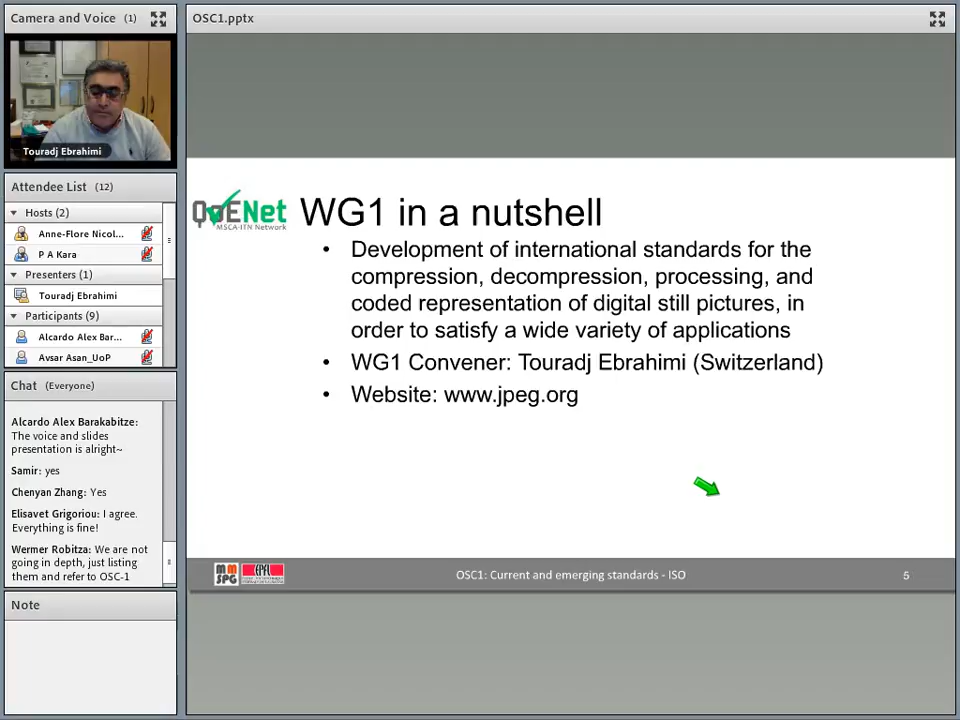 Camera and Voice (1)
Touradj Ebrahimi
Attendee List (12)
Hosts (2)
Anne-Flore Nicol...
P A Kara
Presenters (1)
Touradj Ebrahimi
Participants (9)
Alcardo Alex Bar...
Avsar Asan_UoP
Chat (Everyone)
Alcardo Alex Barakabitze:
The voice and slides
presentation is alright~
Samir: yes
Chenyan Zhang: Yes
Elisavet Grigoriou: I agree.
Everything is fine!
Wermer Robitza: We are not
going in depth, just listing
them and refer to OSC-1
Note
OSC1.pptx
QoENet
MSCA-ITN Network
WG1 in a nutshell
• Development of international standards for the
compression, decompression, processing, and
coded representation of digital still pictures, in
order to satisfy a wide variety of applications
• WG1 Convener: Touradj Ebrahimi (Switzerland)
• Website: www.jpeg.org
MM
SPG
EPFL
OSC1: Current and emerging standards - ISO
5